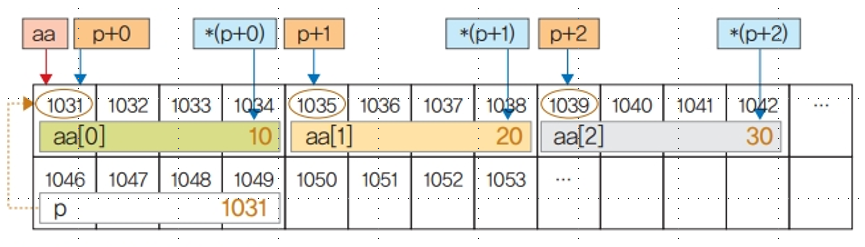 aa p+0 *(p+0) p+1 *(p+1) p+2 *(p+2)
1031 1032 1033 1034 1035 1036 1037 1038 1039 1040 1041 1042 ...
aa[0] 10 aa[1] 20 aa[2] 30
1046 1047 1048 1049 1050 1051 1052 1053 ...
p 1031